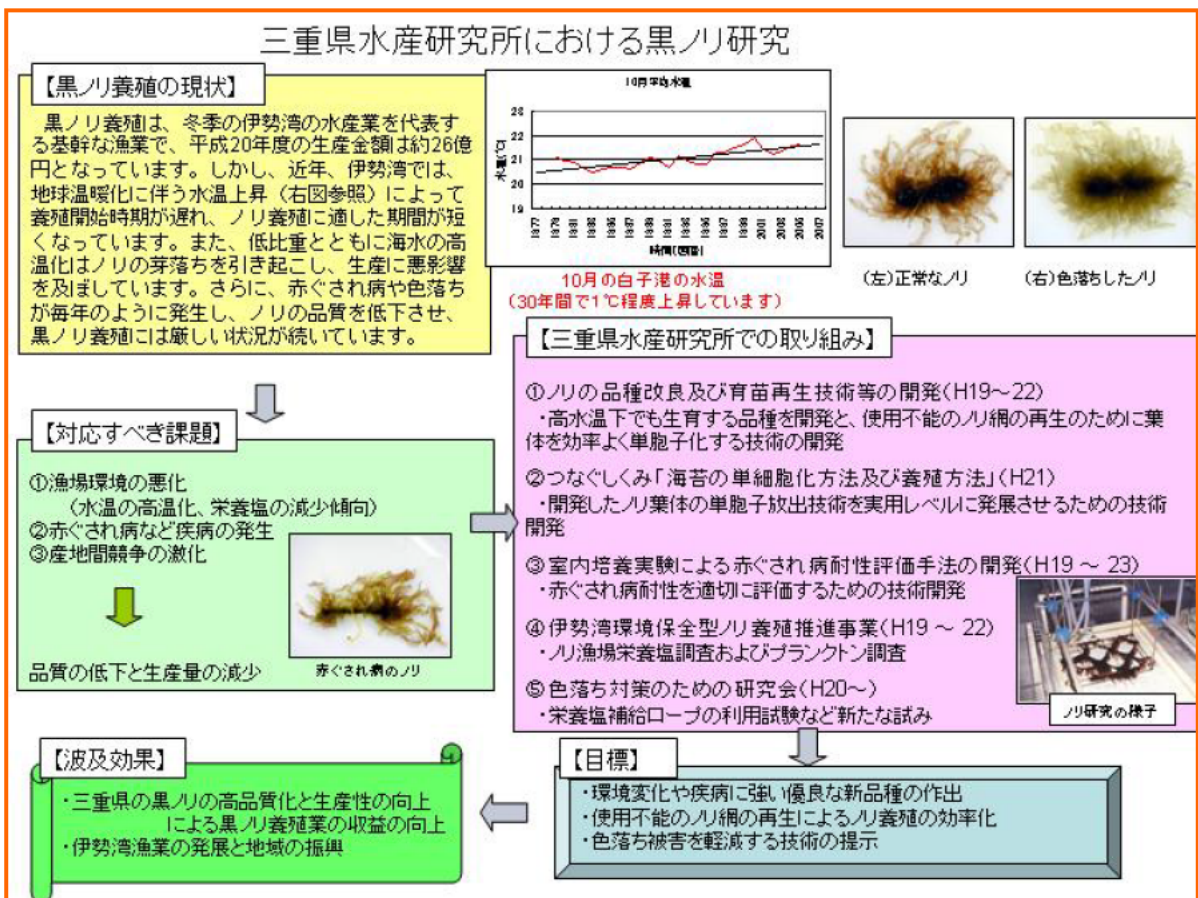 三重県水産研究所における黒ノリ研究
【黒ノリ養殖の現状】
黒ノリ養殖は、冬季の伊勢湾の水産業を代表
する基幹な漁業で、平成20年度の生産金額は約26億
円となっています。しかし、近年、伊勢湾では、
地球温暖化に伴う水温上昇（右図参照）によって
養殖開始時期が遅れ、ノリ養殖に適した期間が短
くなっています。また、低比重とともに海水の高
温化はノリの芽落ちを引き起こし、生産に悪影響
を及ぼしています。さらに、赤ぐされ病や色落ち
が毎年のように発生し、ノリの品質を低下させ、
黒ノリ養殖には厳しい状況が続いています。
10月平均水温
水温(℃)
23
22
21
20
19
1977
1979
1981
1983
1985
1987
1989
1991
1993
1995
1997
1999
2001
2003
2005
2007
時間(西暦)
10月の白子港の水温
（30年間で1℃程度上昇しています）
（左）正常なノリ
（右）色落ちしたノリ
【対応すべき課題】
①漁場環境の悪化
（水温の高温化、栄養塩の減少傾向）
②赤ぐされ病など疾病の発生
③産地間競争の激化
品質の低下と生産量の減少
赤ぐされ病のノリ
【三重県水産研究所での取り組み】
①ノリの品種改良及び育苗再生技術等の開発(H19～22)
・高水温下でも生育する品種を開発と、使用不能のノリ網の再生のために葉
体を効率よく単胞子化する技術の開発
②つなぐしくみ「海苔の単細胞化方法及び養殖方法」(H21)
・開発したノリ葉体の単胞子放出技術を実用レベルに発展させるための技術
開発
③室内培養実験による赤ぐされ病耐性評価手法の開発(H19 ～ 23)
・赤ぐされ病耐性を適切に評価するための技術開発
④伊勢湾環境保全型ノリ養殖推進事業(H19 ～ 22)
・ノリ漁場栄養塩調査およびプランクトン調査
⑤色落ち対策のための研究会(H20～)
・栄養塩補給ロープの利用試験など新たな試み
ノリ研究の様子
【目標】
・環境変化や疾病に強い優良な新品種の作出
・使用不能のノリ網の再生によるノリ養殖の効率化
・色落ち被害を軽減する技術の提示
【波及効果】
・三重県の黒ノリの高品質化と生産性の向上
による黒ノリ養殖業の収益の向上
・伊勢湾漁業の発展と地域の振興